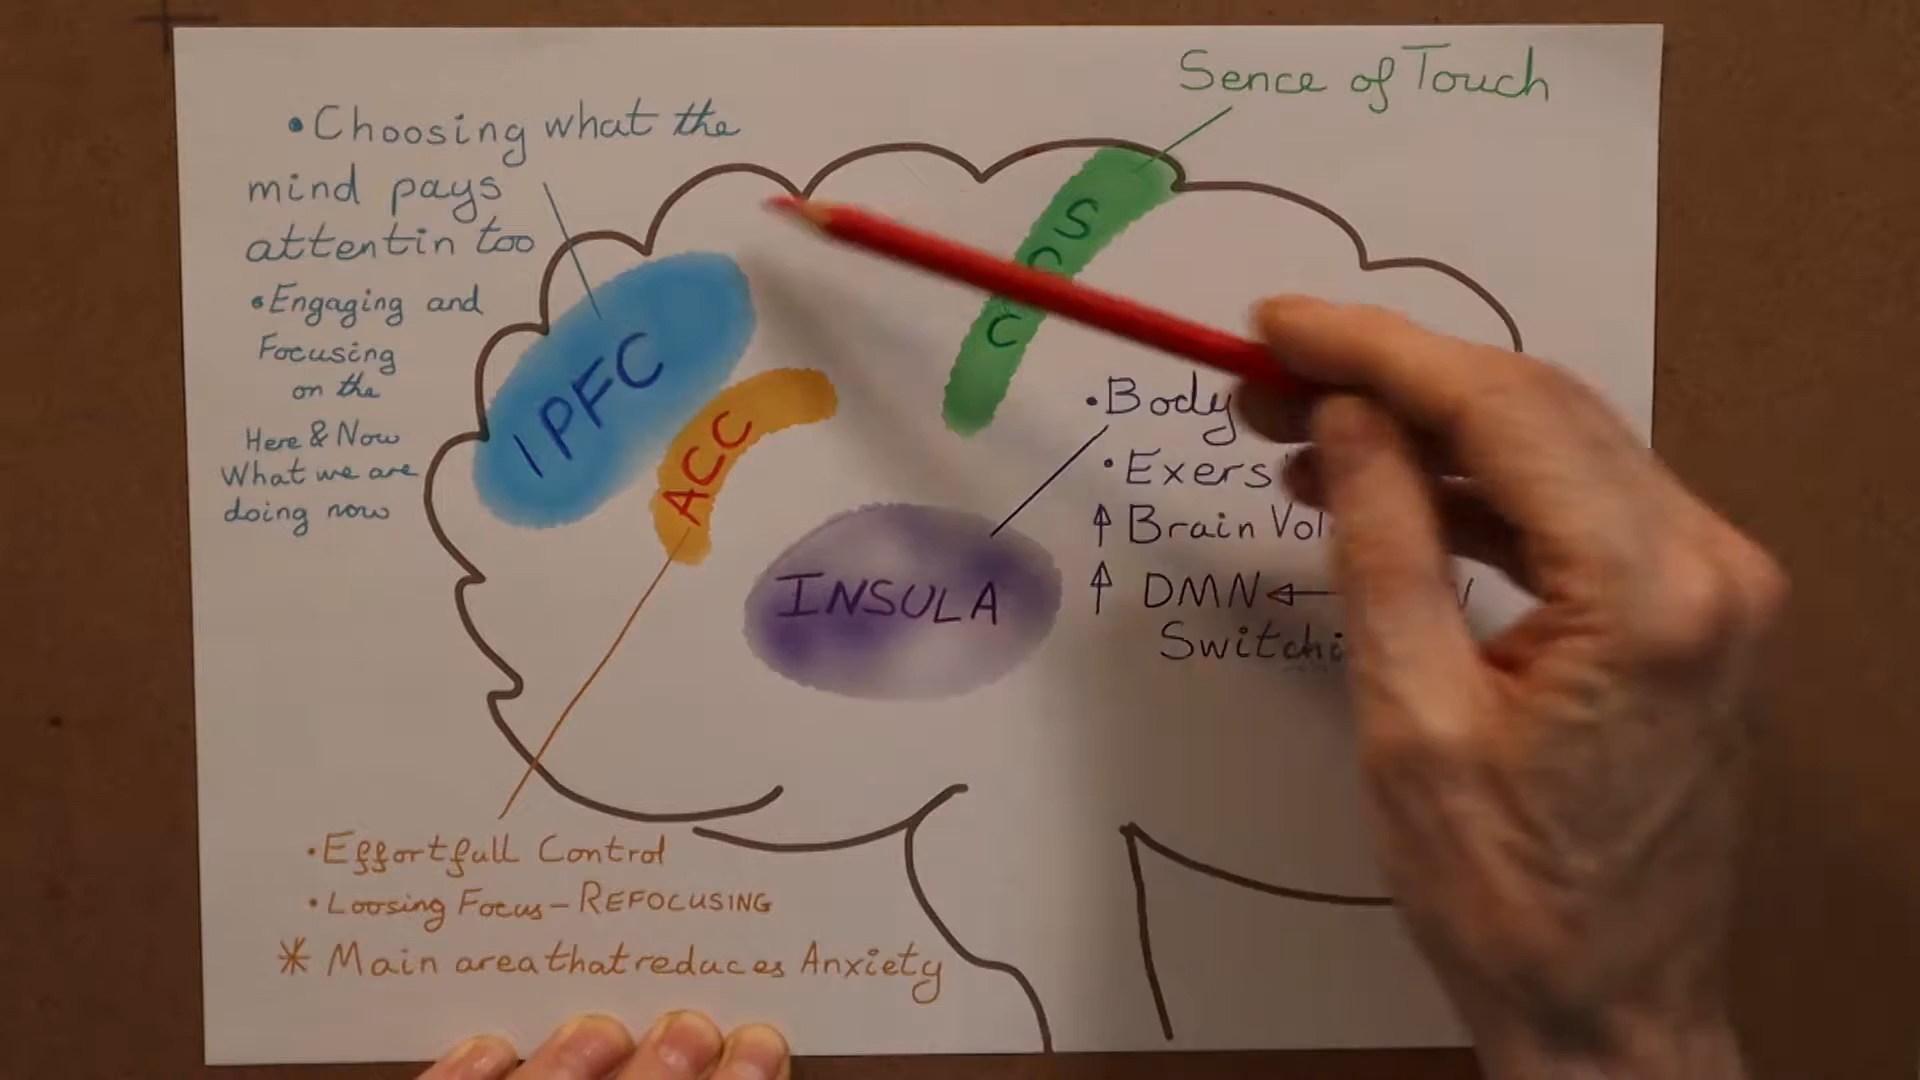 Sence of Touch
• Choosing what the
mind pays
attentin too
• Engaging and
Focusing
on the
Here & Now
What we are
doing now
lPFC
ACC
S
C
INSULA
• Body
• Exers
↑ Brain Vol
↑ DMN ←
Switchi
• Effortfull Control
• Loosing Focus – REFOCUSING
* Main area that reduces Anxiety